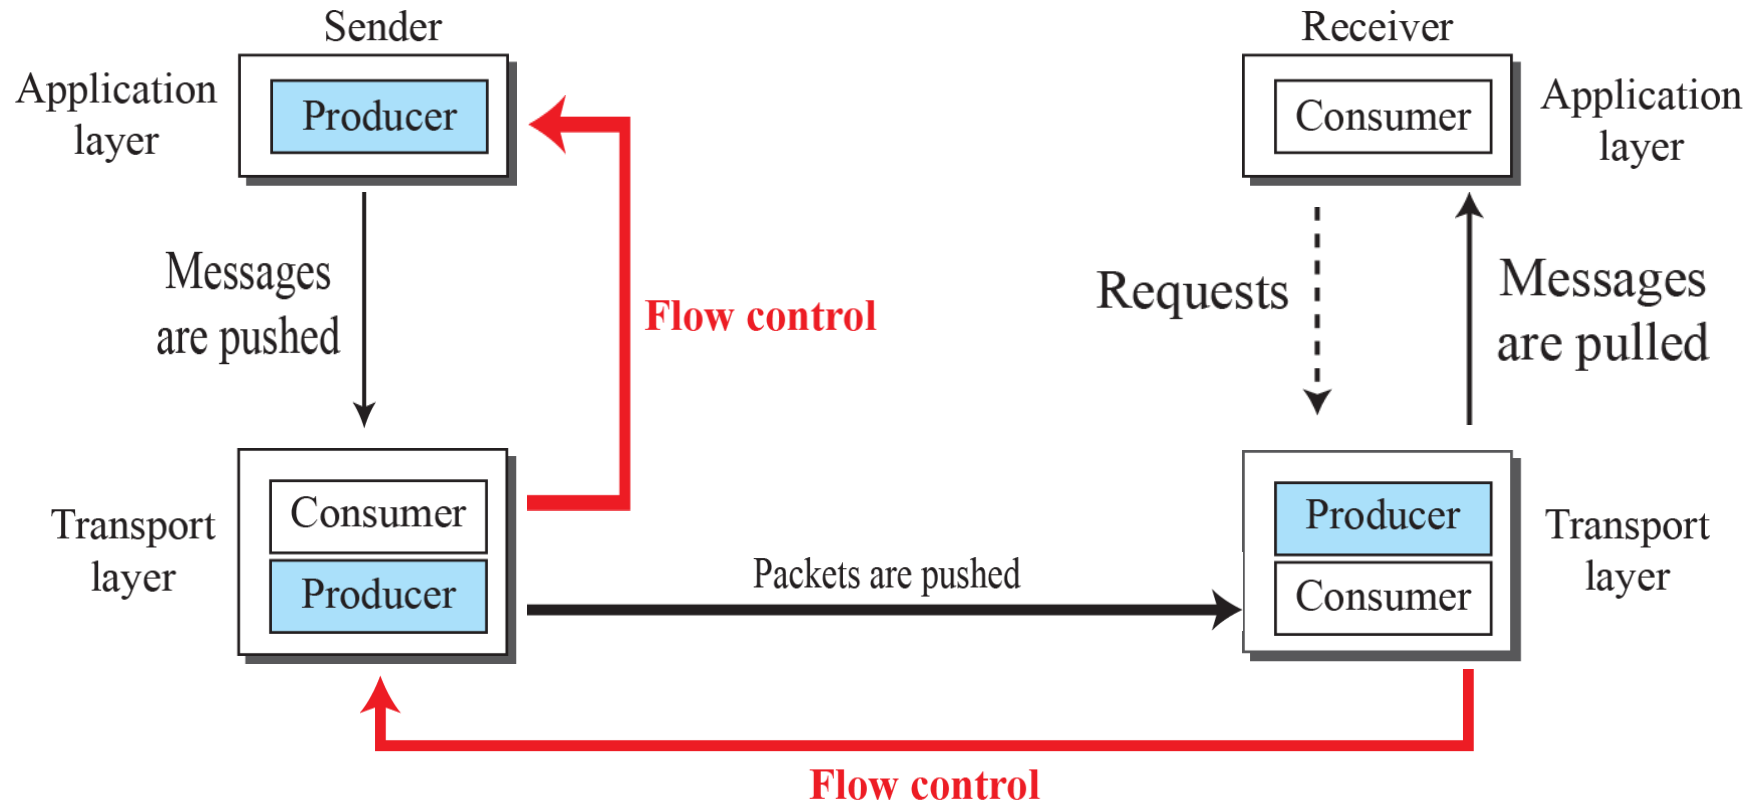 Sender
Receiver
Application
layer
Producer
Consumer
Application
layer
Messages
are pushed
Flow control
Requests
Messages
are pulled
Transport
layer
Consumer
Producer
Packets are pushed
Producer
Consumer
Transport
layer
Flow control